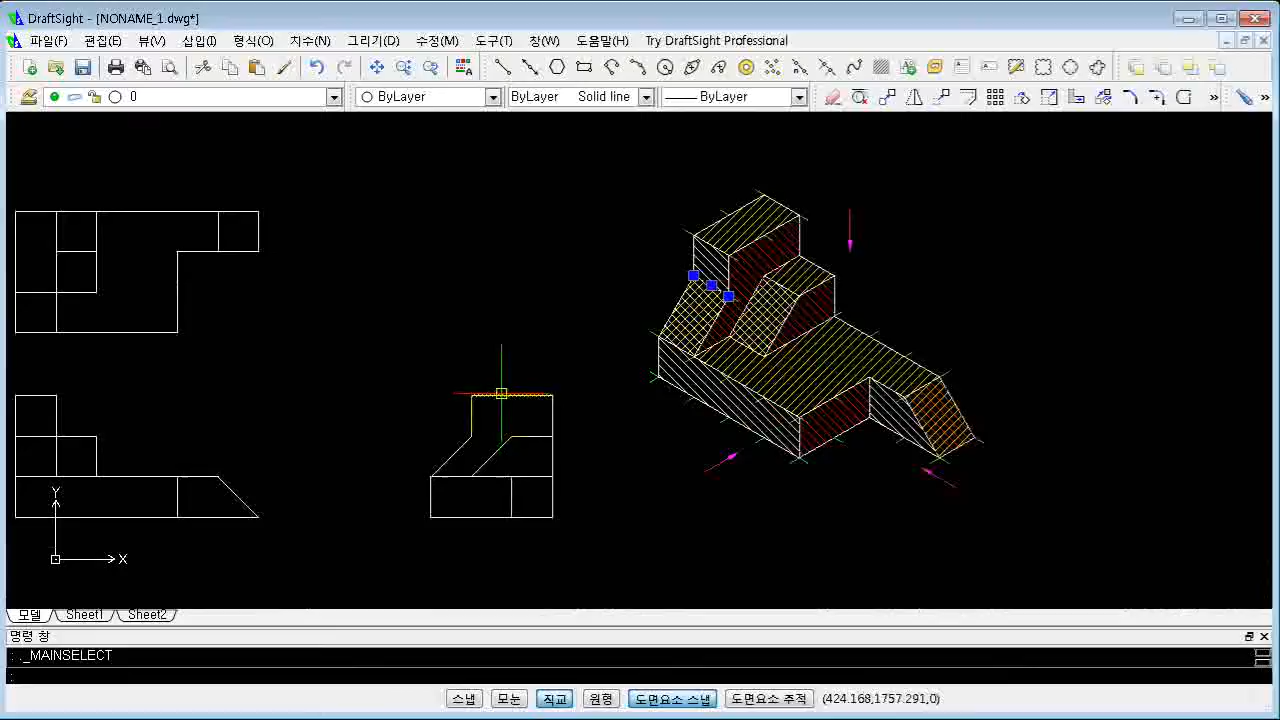 DraftSight - [NONAME_1.dwg*]
파일(F) 편집(E) 뷰(V) 삽입(I) 형식(O) 치수(N) 그리기(D) 수정(M) 도구(T) 창(W) 도움말(H) Try DraftSight Professional
0 ByLayer ByLayer Solid line ByLayer
Y
X
모델 Sheet1 Sheet2
명령 창
: ._MAINSELECT
:
스냅 모눈 직교 원형 도면요소 스냅 도면요소 추적 (424.168,1757.291,0)